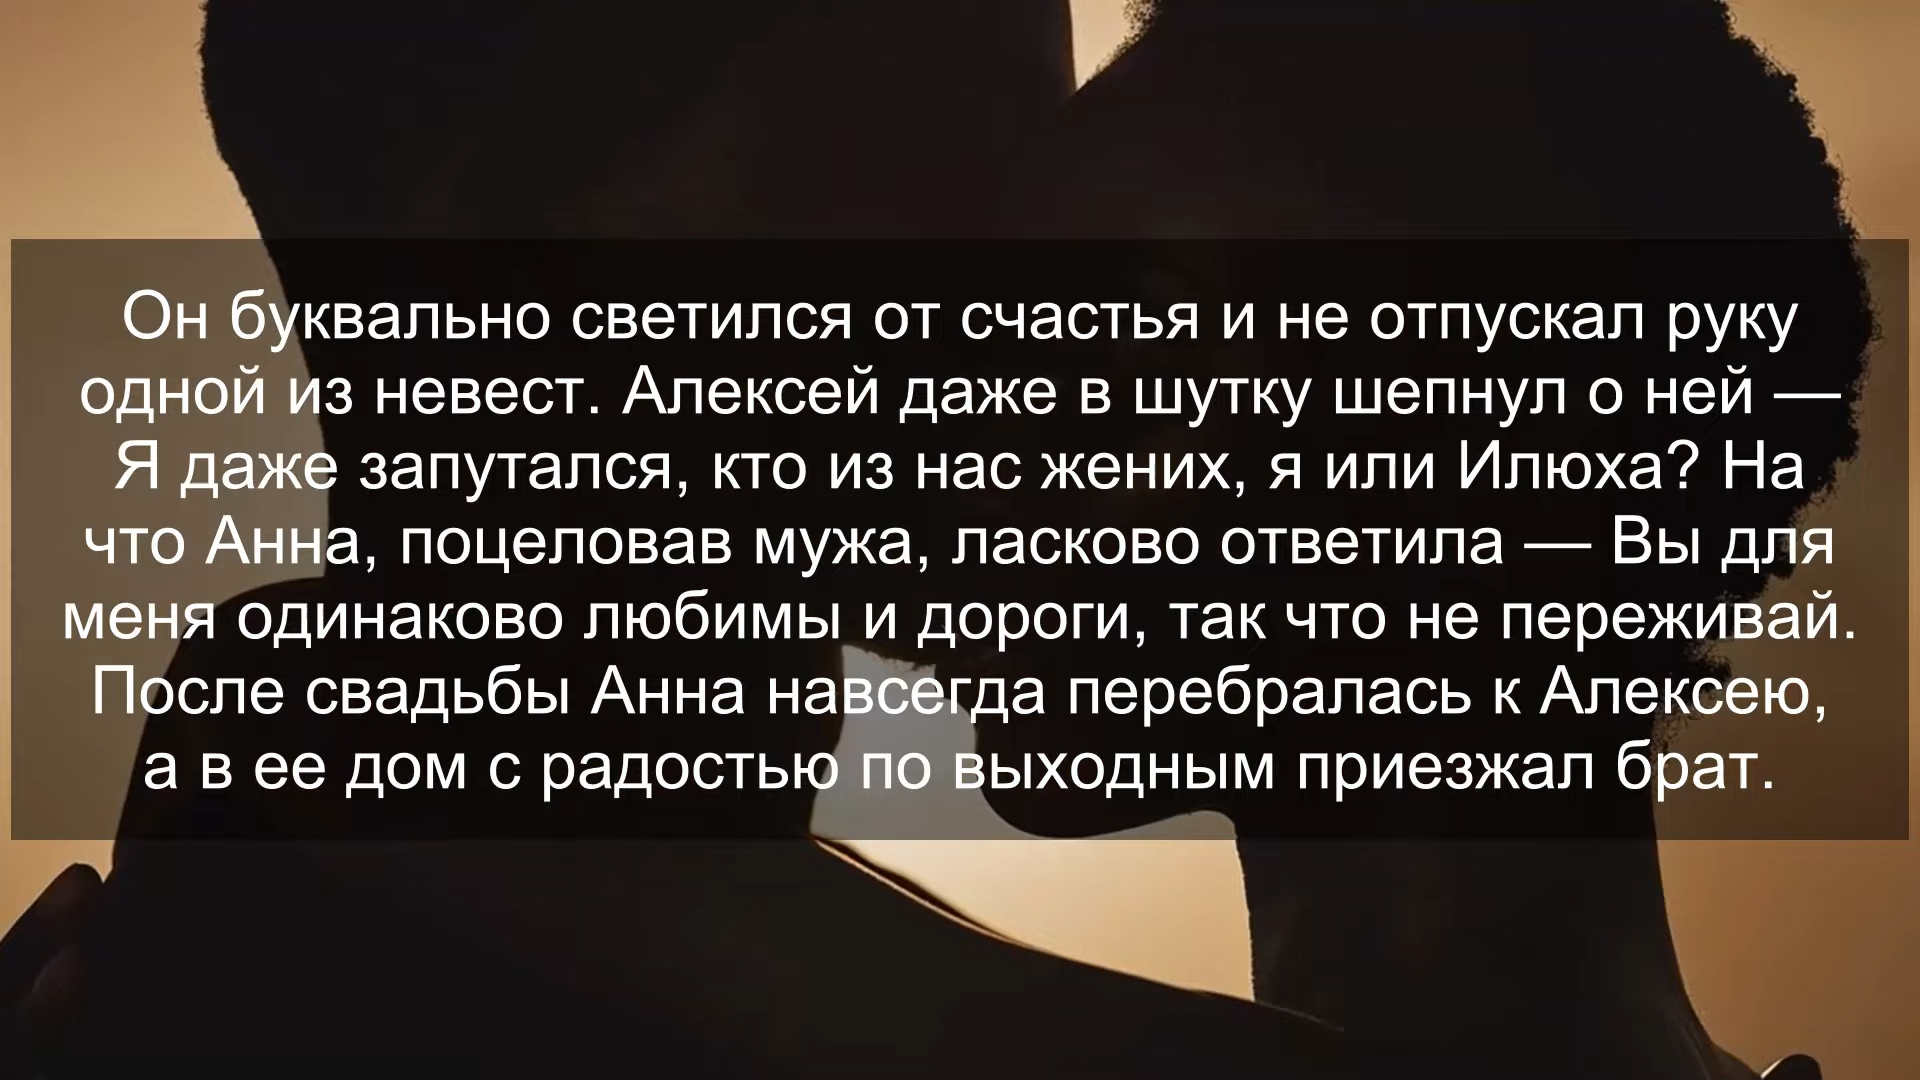 Он буквально светился от счастья и не отпускал руку
одной из невест. Алексей даже в шутку шепнул о ней —
Я даже запутался, кто из нас жених, я или Илюха? На
что Анна, поцеловав мужа, ласково ответила — Вы для
меня одинаково любимы и дороги, так что не переживай.
После свадьбы Анна навсегда перебралась к Алексею,
а в ее дом с радостью по выходным приезжал брат.